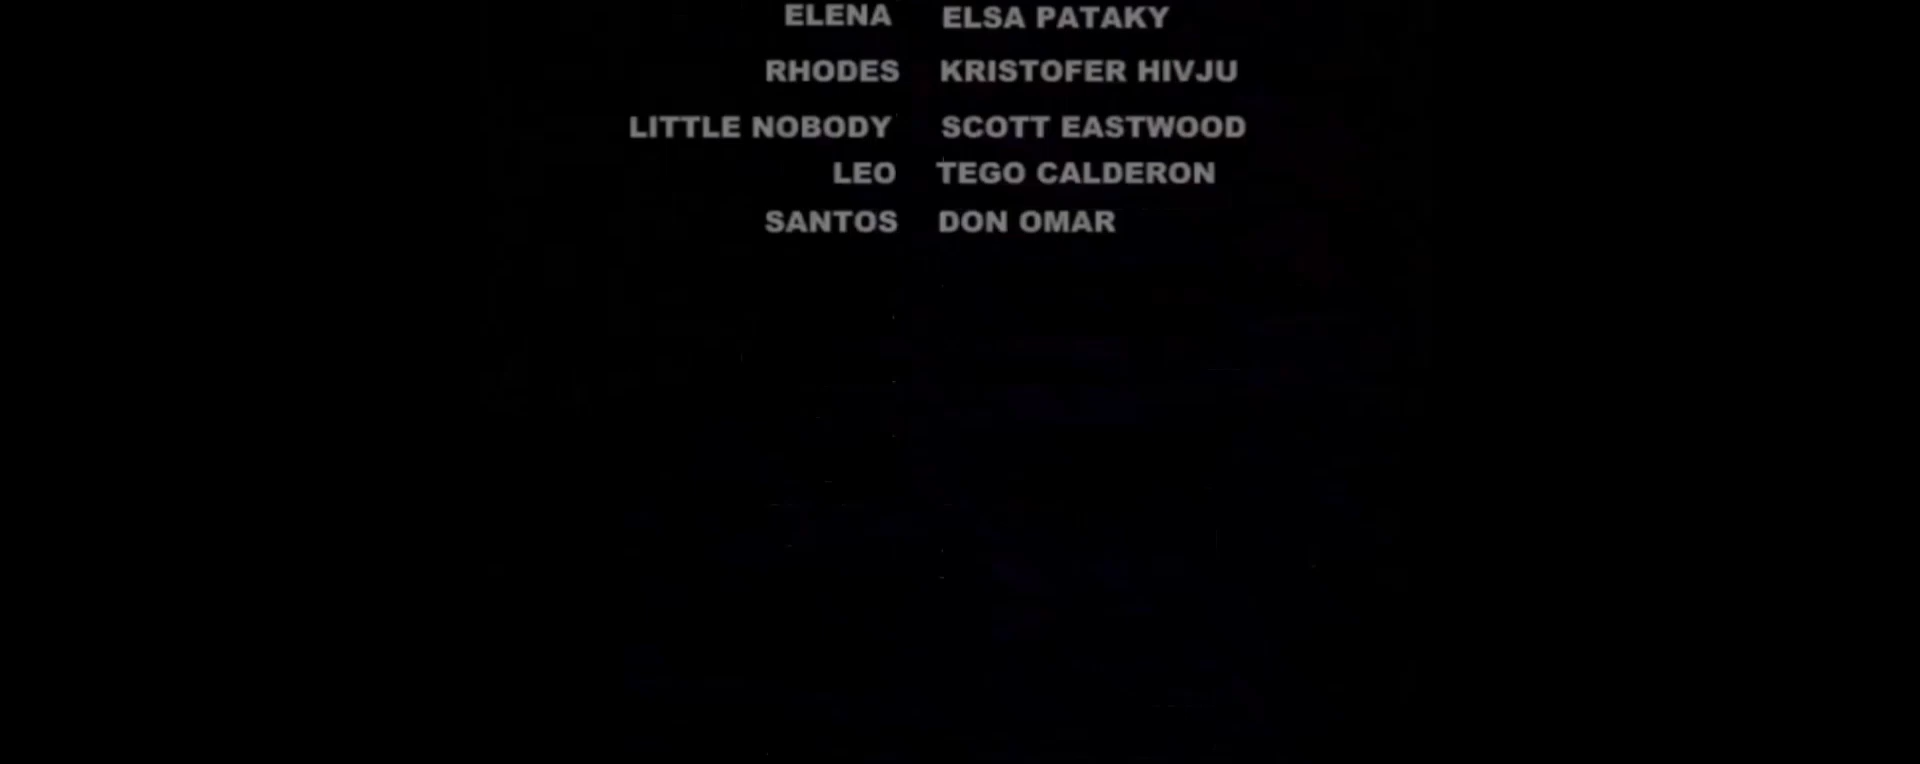 ELENA ELSA PATAKY
RHODES KRISTOFER HIVJU
LITTLE NOBODY SCOTT EASTWOOD
LEO TEGO CALDERON
SANTOS DON OMAR